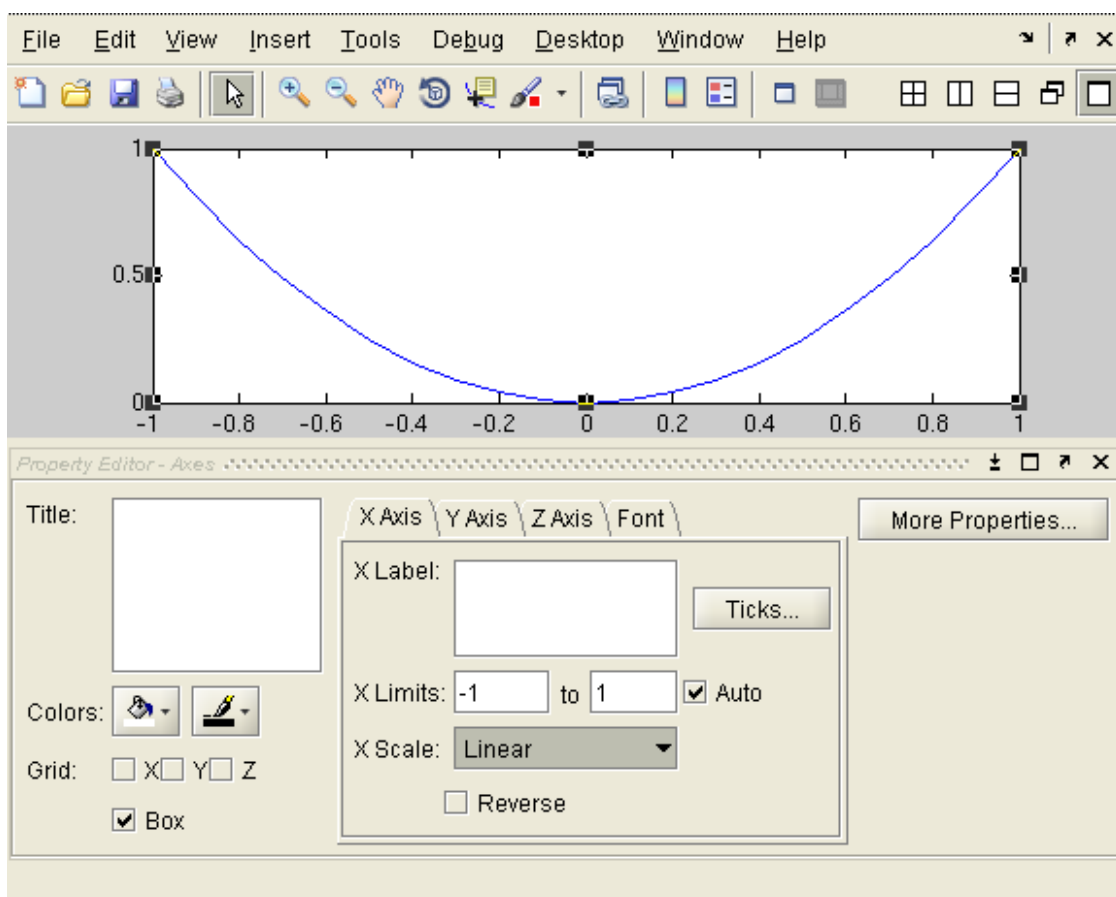 File Edit View Insert Tools Debug Desktop Window Help
1
0.5
0
-1 -0.8 -0.6 -0.4 -0.2 0 0.2 0.4 0.6 0.8 1
Property Editor - Axes
Title:
X Axis Y Axis Z Axis Font
More Properties...
X Label:
Ticks...
X Limits: -1 to 1 Auto
Colors:
X Scale: Linear
Grid: X Y Z
Reverse
Box